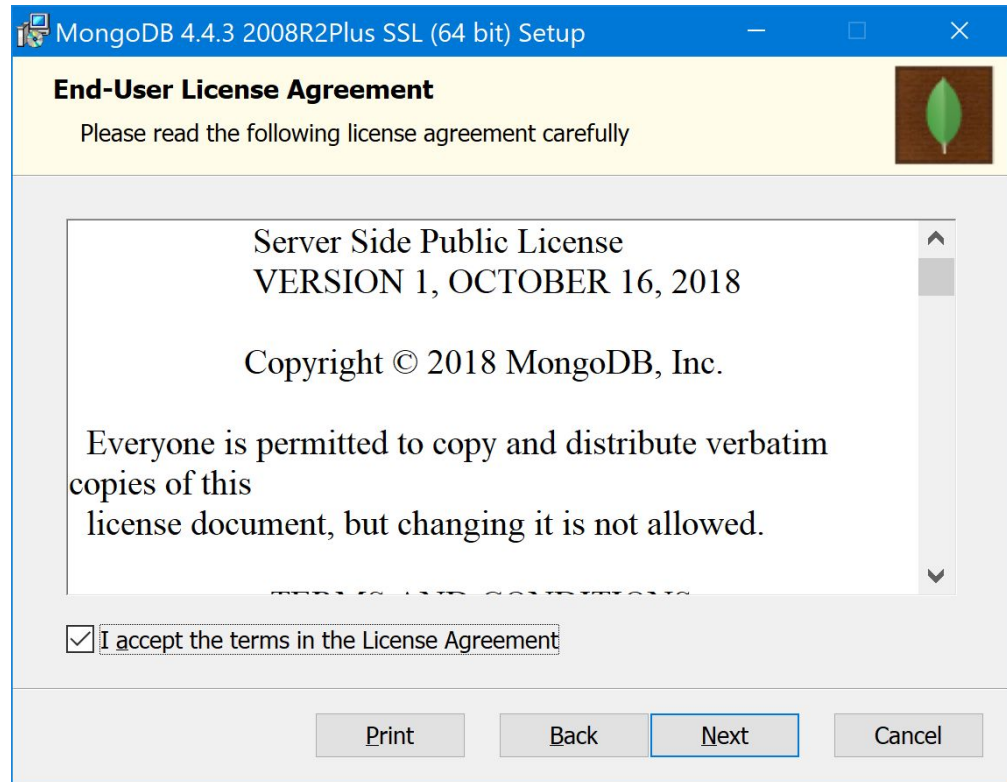 MongoDB 4.4.3 2008R2Plus SSL (64 bit) Setup
End-User License Agreement
Please read the following license agreement carefully
Server Side Public License
VERSION 1, OCTOBER 16, 2018
Copyright © 2018 MongoDB, Inc.
Everyone is permitted to copy and distribute verbatim
copies of this
license document, but changing it is not allowed.
TERMS AND CONDITIONS
I accept the terms in the License Agreement
Print Back Next Cancel